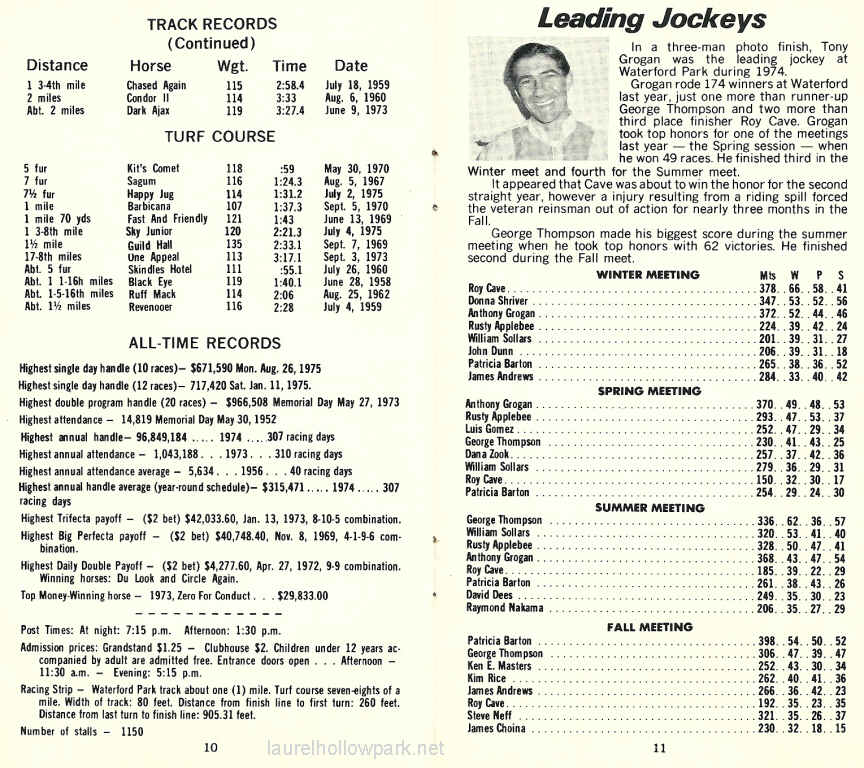 TRACK RECORDS
(Continued)
Distance Horse Wgt. Time Date
1 3-4th mile Chased Again 115 2:58.4 July 18, 1959
2 miles Condor II 114 3:33 Aug. 6, 1960
Abt. 2 miles Dark Ajax 119 3:27.4 June 9, 1973
TURF COURSE
5 fur Kit's Comet 118 :59 May 30, 1970
7 fur Sagum 116 1:24.3 Aug. 5, 1967
7½ fur Happy Jug 114 1:31.2 July 2, 1975
1 mile Barbicana 107 1:37.3 Sept. 5, 1970
1 mile 70 yds Fast And Friendly 121 1:43 June 13, 1969
1 3-8th mile Sky Junior 120 2:21.3 July 4, 1975
1½ mile Guild Hall 135 2:33.1 Sept. 7, 1969
17-8th miles One Appeal 113 3:17.1 Sept. 3, 1973
Abt. 5 fur Skindles Hotel 111 :55.1 July 26, 1960
Abt. 1 1-16h miles Black Eye 119 1:40.1 June 28, 1958
Abt. 1-5-16th miles Ruff Mack 114 2:06 Aug. 25, 1962
Abt. 1½ miles Revenooer 116 2:28 July 4, 1959
ALL-TIME RECORDS
Highest single day handle (10 races)— $671,590 Mon. Aug. 26, 1975
Highest single day handle (12 races)— 717,420 Sat. Jan. 11, 1975.
Highest double program handle (20 races) — $966,508 Memorial Day May 27, 1973
Highest attendance — 14,819 Memorial Day May 30, 1952
Highest annual handle— 96,849,184 ..... 1974 .... 307 racing days
Highest annual attendance — 1,043,188 . . . 1973 . . . 310 racing days
Highest annual attendance average — 5,634 . . . 1956 . . . 40 racing days
Highest annual handle average (year-round schedule)— $315,471 ..... 1974 ..... 307
racing days
Highest Trifecta payoff — ($2 bet) $42,033.60, Jan. 13, 1973, 8-10-5 combination.
Highest Big Perfecta payoff — ($2 bet) $40,748.40, Nov. 8, 1969, 4-1-9-6 com-
bination.
Highest Daily Double Payoff — ($2 bet) $4,277.60, Apr. 27, 1972, 9-9 combination.
Winning horses: Du Look and Circle Again.
Top Money-Winning horse — 1973, Zero For Conduct . . . $29,833.00
Post Times: At night: 7:15 p.m. Afternoon: 1:30 p.m.
Admission prices: Grandstand $1.25 — Clubhouse $2. Children under 12 years ac-
companied by adult are admitted free. Entrance doors open . . . Afternoon —
11:30 a.m. — Evening: 5:15 p.m.
Racing Strip — Waterford Park track about one (1) mile. Turf course seven-eights of a
mile. Width of track: 80 feet. Distance from finish line to first turn: 260 feet.
Distance from last turn to finish line: 905.31 feet.
Number of stalls — 1150
10
Leading Jockeys
In a three-man photo finish, Tony
Grogan was the leading jockey at
Waterford Park during 1974.
Grogan rode 174 winners at Waterford
last year, just one more than runner-up
George Thompson and two more than
third place finisher Roy Cave. Grogan
took top honors for one of the meetings
last year — the Spring session — when
he won 49 races. He finished third in the
Winter meet and fourth for the Summer meet.
It appeared that Cave was about to win the honor for the second
straight year, however a injury resulting from a riding spill forced
the veteran reinsman out of action for nearly three months in the
Fall.
George Thompson made his biggest score during the summer
meeting when he took top honors with 62 victories. He finished
second during the Fall meet.
WINTER MEETING Mts W P S
Roy Cave 378 66 58 41
Donna Shriver 347 53 52 56
Anthony Grogan 372 52 44 46
Rusty Applebee 224 39 42 24
William Sollars 201 39 31 27
John Dunn 206 39 31 18
Patricia Barton 265 38 36 52
James Andrews 284 33 40 42
SPRING MEETING
Anthony Grogan 370 49 48 53
Rusty Applebee 293 47 53 37
Luis Gomez 252 47 29 34
George Thompson 230 41 43 25
Dana Zook 257 37 42 36
William Sollars 279 36 29 31
Roy Cave 150 32 30 17
Patricia Barton 254 29 24 30
SUMMER MEETING
George Thompson 336 62 36 57
William Sollars 320 53 41 40
Rusty Applebee 328 50 47 41
Anthony Grogan 368 43 47 54
Roy Cave 185 39 22 29
Patricia Barton 261 38 43 26
David Dees 249 35 30 23
Raymond Nakama 206 35 27 29
FALL MEETING
Patricia Barton 398 54 50 52
George Thompson 306 47 39 47
Ken E. Masters 252 43 30 34
Kim Rice 262 40 41 36
James Andrews 266 36 42 23
Roy Cave 192 35 23 35
Steve Neff 321 35 26 37
James Choina 230 32 18 15
11
laurelhollowpark.net